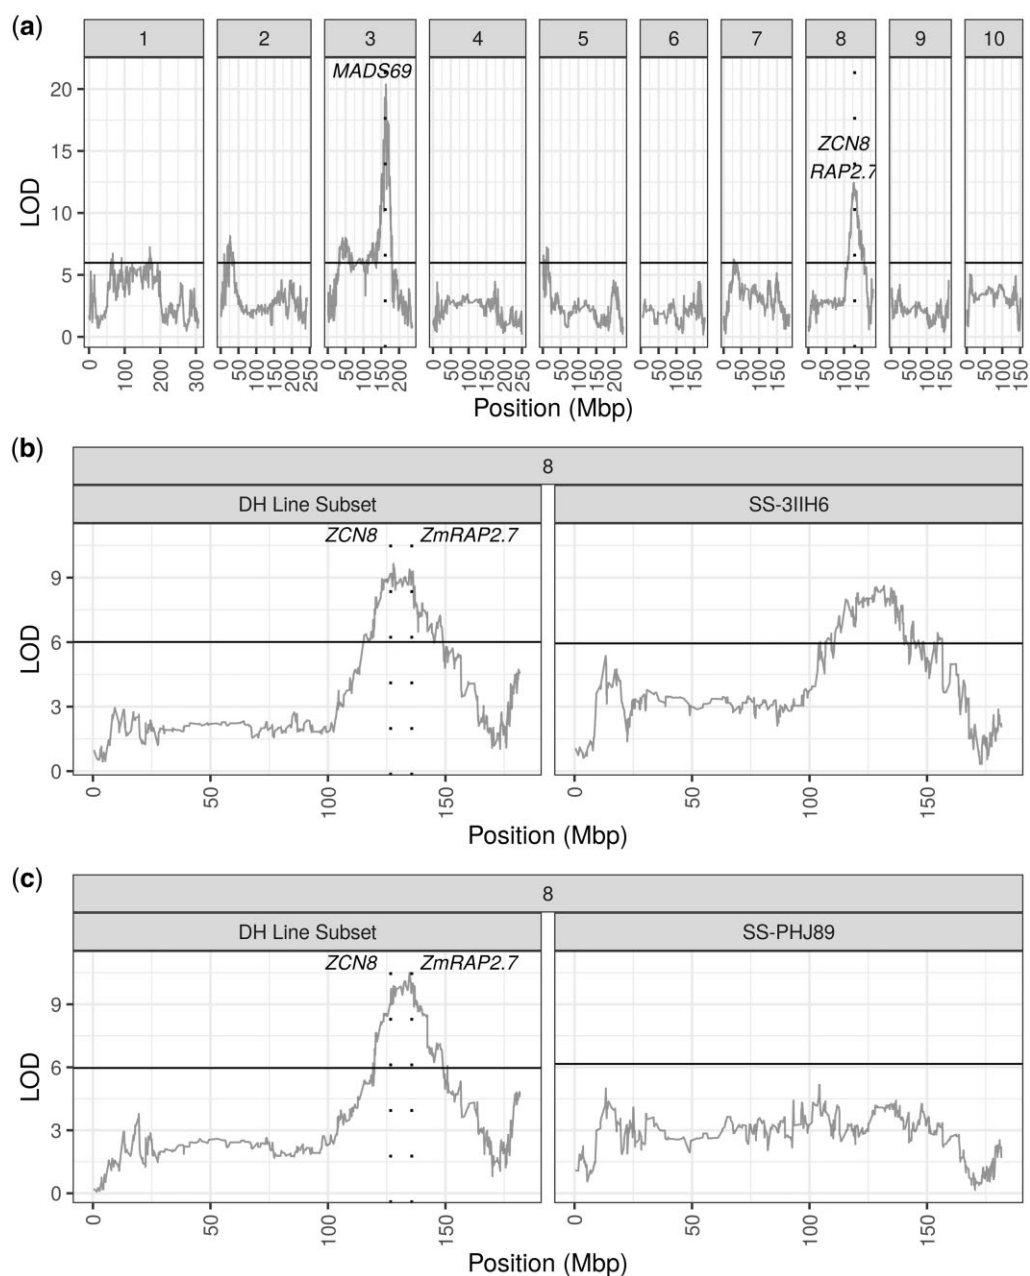 (a)
1 2 3 4 5 6 7 8 9 10
MADS69
ZCN8
RAP2.7
LOD
20
15
10
5
0
0 100 200 300 0 50 100 150 200 250 0 50 100 150 200 0 50 100 150 200 250 0 50 100 150 200 0 50 100 150 0 50 100 150 0 50 100 150 0 50 100 150 0 50 100 150
Position (Mbp)
(b)
8
DH Line Subset SS-3IIH6
ZCN8 ZmRAP2.7
LOD
9
6
3
0
0 50 100 150 0 50 100 150
Position (Mbp)
(c)
8
DH Line Subset SS-PHJ89
ZCN8 ZmRAP2.7
LOD
9
6
3
0
0 50 100 150 0 50 100 150
Position (Mbp)